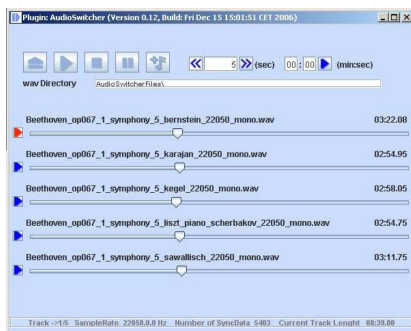 Plugin: AudioSwitcher (Version 0.12, Build: Fri Dec 15 15:01:51 CET 2006)
5 (sec) 00 : 00 (min:sec)
wav Directory AudioSwitcherFiles\
Beethoven_op067_1_symphony_5_bernstein_22050_mono.wav 03:22.08
Beethoven_op067_1_symphony_5_karajan_22050_mono.wav 02:54.95
Beethoven_op067_1_symphony_5_kegel_22050_mono.wav 02:58.05
Beethoven_op067_1_symphony_5_liszt_piano_scherbakov_22050_mono.wav 02:54.75
Beethoven_op067_1_symphony_5_sawallisch_22050_mono.wav 03:11.75
Track ->1/5 SampleRate 22050.0.0 Hz Number of SyncData 5403 Current Track Lenght 08:39.00